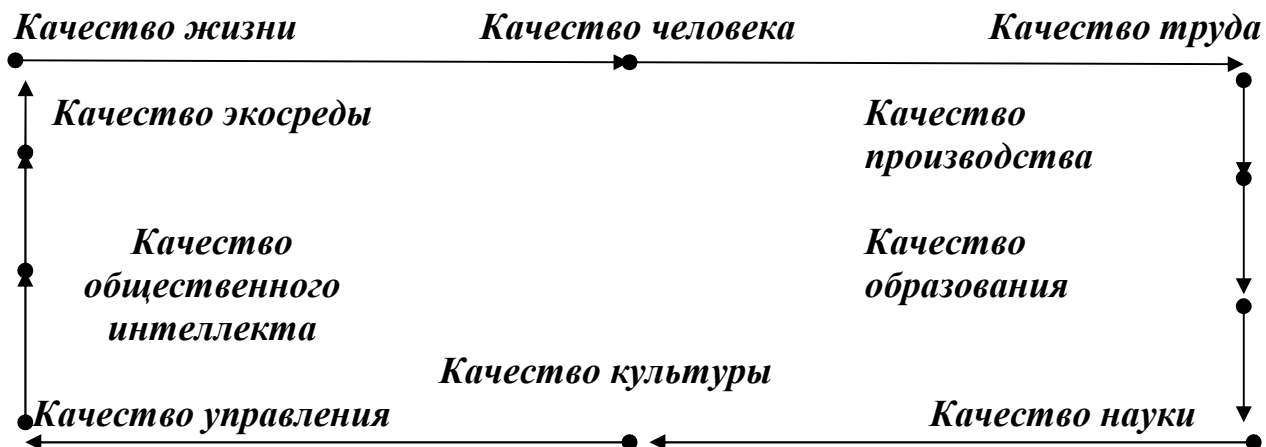 Качество жизни
Качество человека
Качество труда
Качество экосреды
Качество
производства
Качество
общественного
интеллекта
Качество
образования
Качество культуры
Качество управления
Качество науки